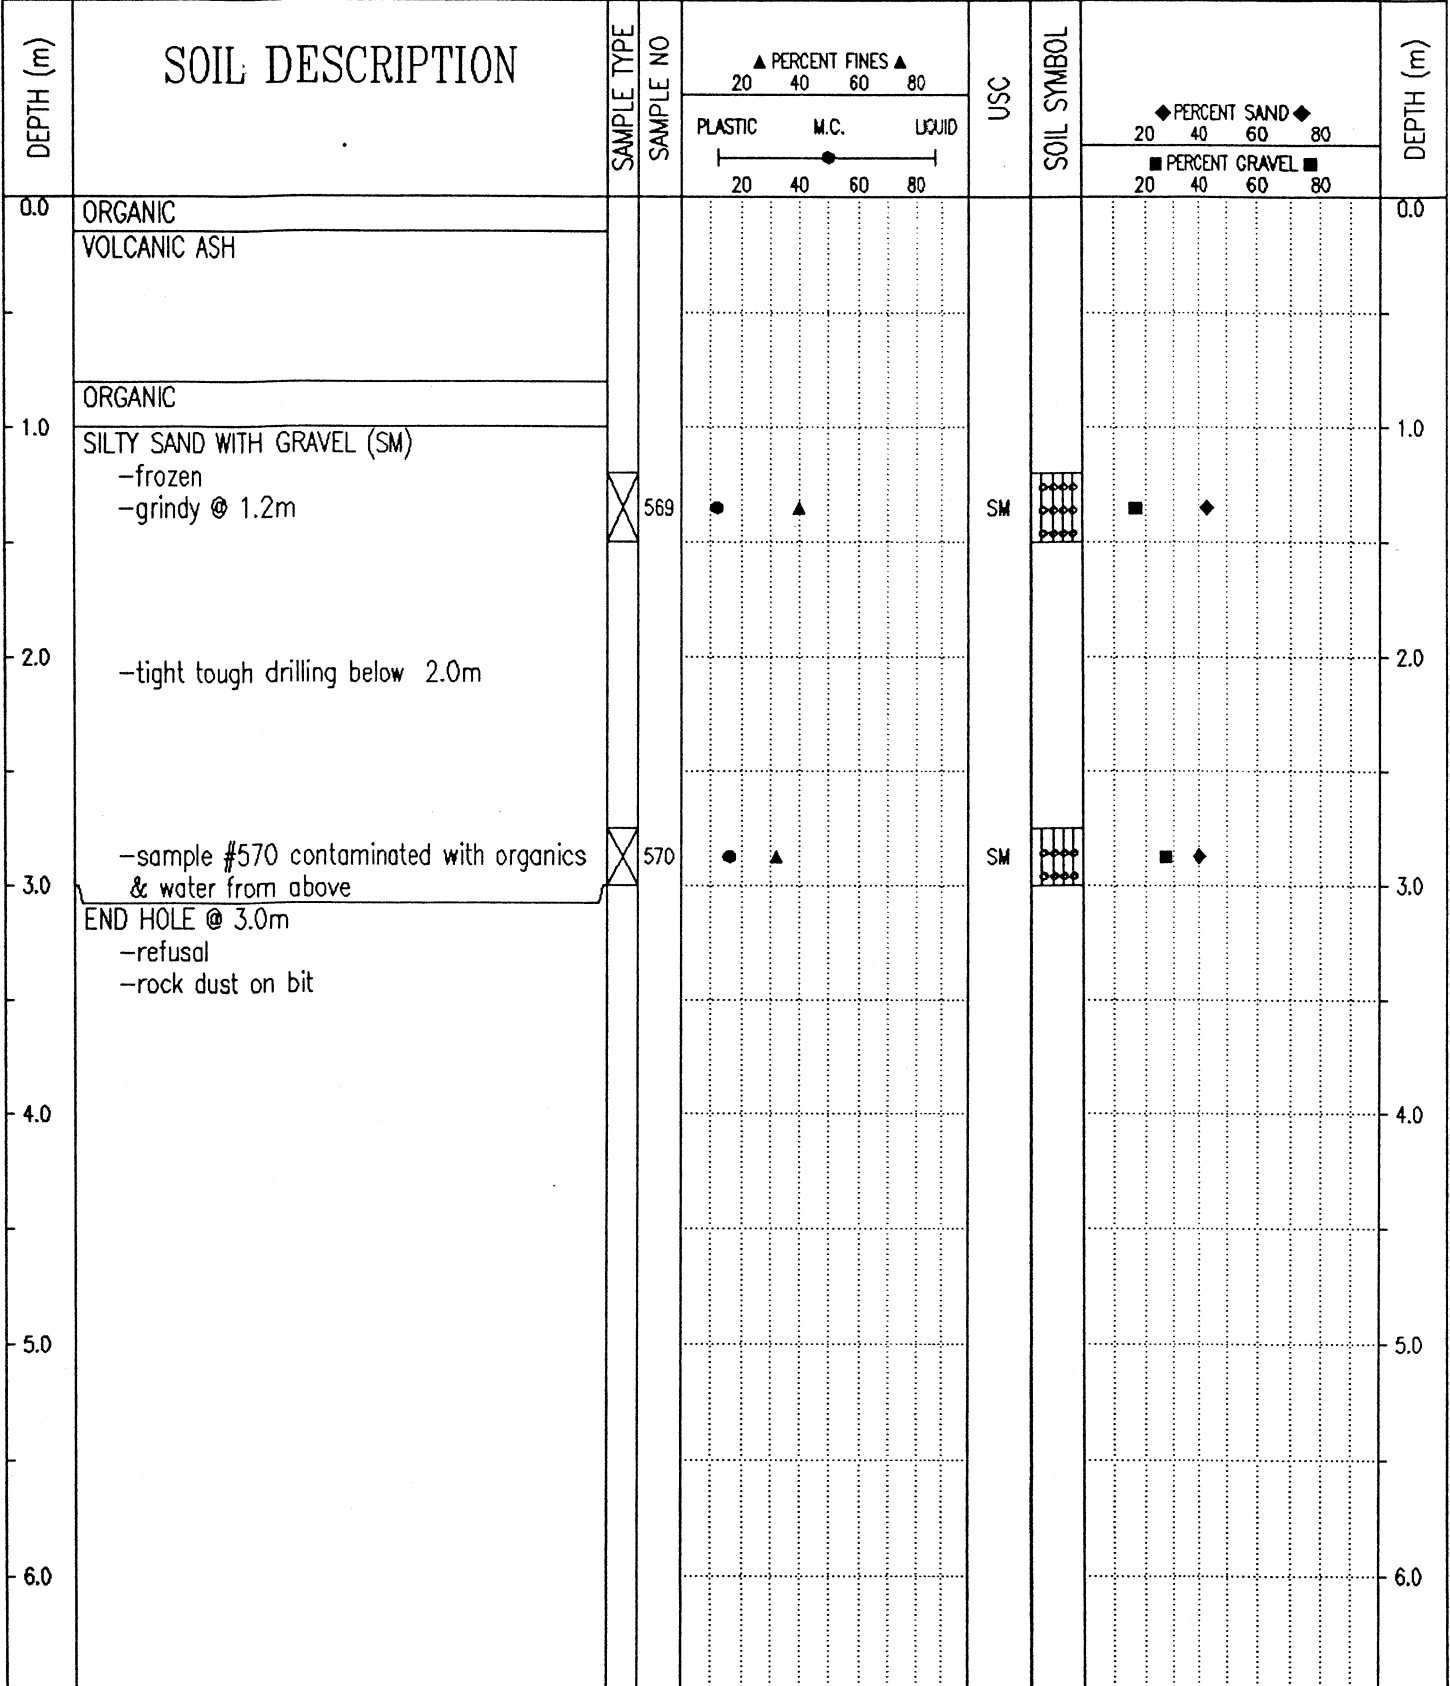 DEPTH (m)
SOIL DESCRIPTION
SAMPLE TYPE
SAMPLE NO
▲ PERCENT FINES ▲
20 40 60 80
PLASTIC M.C. LIQUID
20 40 60 80
USC
SOIL SYMBOL
◆ PERCENT SAND ◆
20 40 60 80
■ PERCENT GRAVEL ■
20 40 60 80
DEPTH (m)
0.0
ORGANIC
0.0
VOLCANIC ASH
ORGANIC
1.0
1.0
SILTY SAND WITH GRAVEL (SM)
-frozen
-grindy @ 1.2m
569
SM
2.0
-tight tough drilling below 2.0m
2.0
-sample #570 contaminated with organics
570
SM
& water from above
3.0
3.0
END HOLE @ 3.0m
-refusal
-rock dust on bit
4.0
4.0
5.0
5.0
6.0
6.0